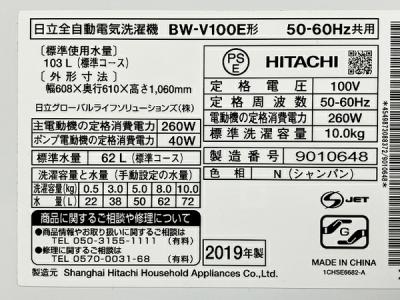 日立全自動電気洗濯機 BW-V100E形 50-60Hz共用
[標準使用水量]
103 L(標準コース)
[外形寸法]
幅608×奥行610×高さ1,060mm
日立グローバルライフソリューションズ(株)
主電動機の定格消費電力 260W
ポンプ電動機の定格消費電力 40W
標準水量 62 L(標準コース)
洗濯容量と水量(手動設定の水量)
洗濯容量(kg) 0.5 3.0 5.0 8.0 10.0
水量(L) 22 38 50 62 72
商品に関するご相談や修理について
●商品情報やお取り扱いに関するご相談
TEL 050-3155-1111 (有料)
●修理に関するご相談
TEL 0570-0031-68 (有料)
製造元 Shanghai Hitachi Household Appliances Co.,Ltd.
PS
E
HITACHI
定格電圧 100V
定格周波数 50-60Hz
定格消費電力 260W
標準洗濯容量 10.0kg
製造番号 9010648
色相 N (シャンパン)
2019年製
S-JET
G
MADE IN CHINA
1CHSE6682-A